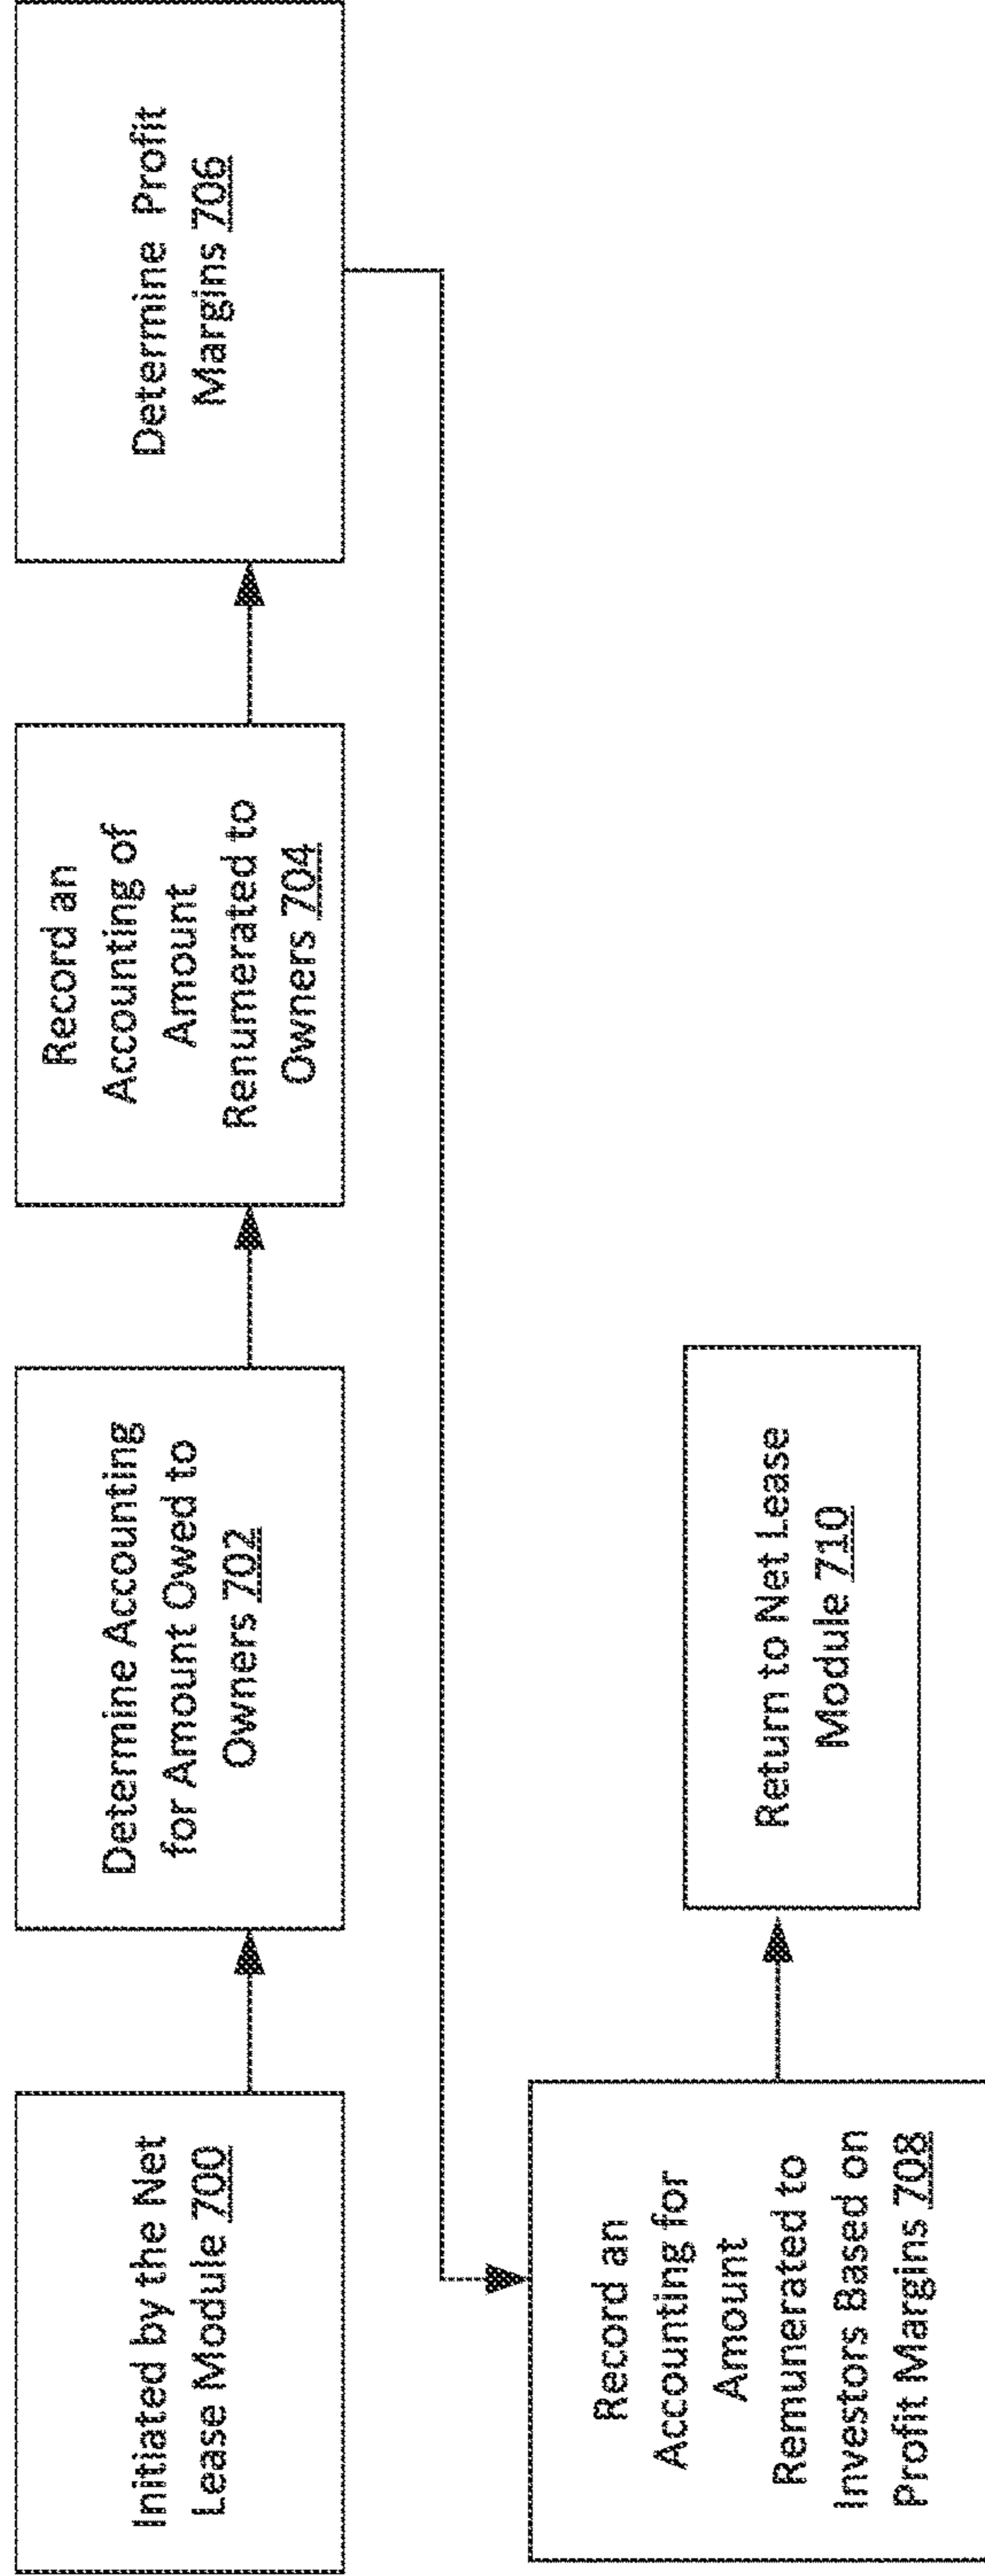 Initiated by the Net
Lease Module 700
Determine Accounting
for Amount Owed to
Owners 702
Record an
Accounting of
Amount
Renumerated to
Owners 704
Determine Profit
Margins 706
Record an
Accounting for
Amount
Remunerated to
Investors Based on
Profit Margins 708
Return to Net Lease
Module 710